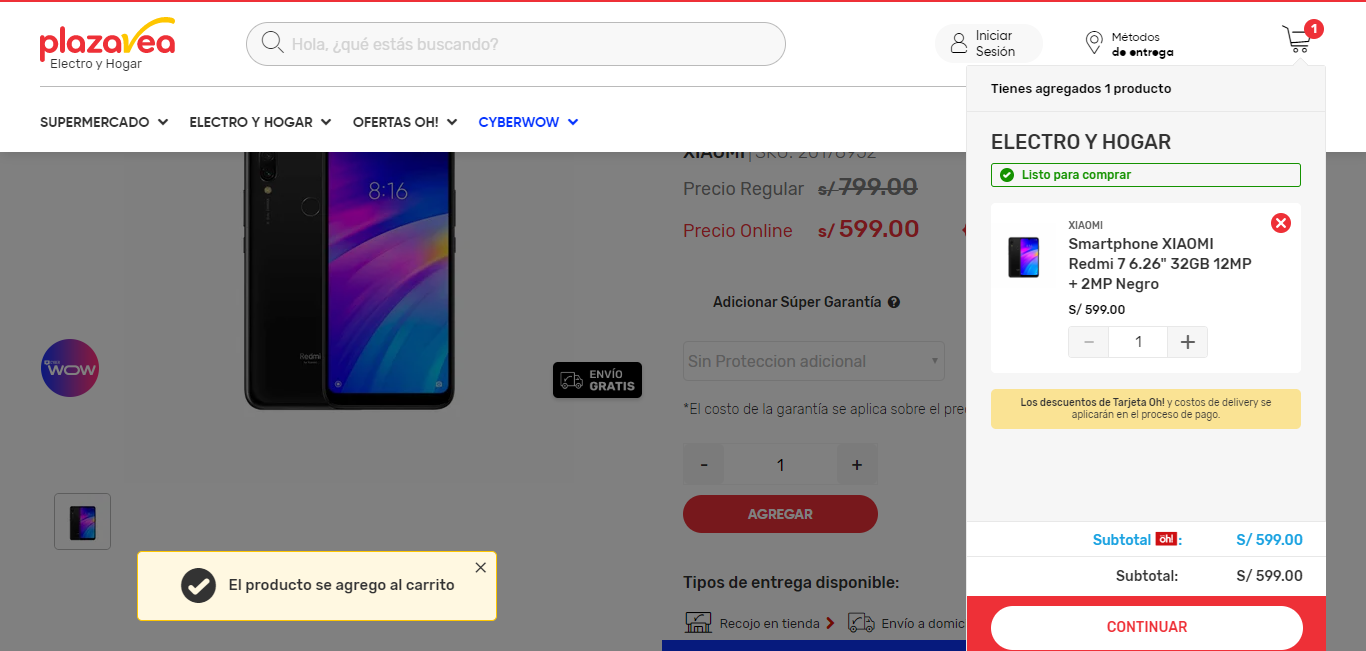 plazavea
Electro y Hogar
Hola, ¿qué estás buscando?
Iniciar
Sesión
Métodos
de entrega
1
SUPERMERCADO
ELECTRO Y HOGAR
OFERTAS OH!
CYBERWOW
8:16
Redmi
WOW
ENVÍO
GRATIS
El producto se agrego al carrito
XIAOMI | SKU: 20176952
Precio Regular s/ 799.00
Precio Online s/ 599.00
Adicionar Súper Garantía
Sin Proteccion adicional
*El costo de la garantía se aplica sobre el pre
- 1 +
AGREGAR
Tipos de entrega disponible:
Recojo en tienda
Envío a domic
Tienes agregados 1 producto
ELECTRO Y HOGAR
Listo para comprar
XIAOMI
Smartphone XIAOMI
Redmi 7 6.26" 32GB 12MP
+ 2MP Negro
S/ 599.00
− 1 +
Los descuentos de Tarjeta Oh! y costos de delivery se
aplicarán en el proceso de pago.
Subtotal oh!: S/ 599.00
Subtotal: S/ 599.00
CONTINUAR